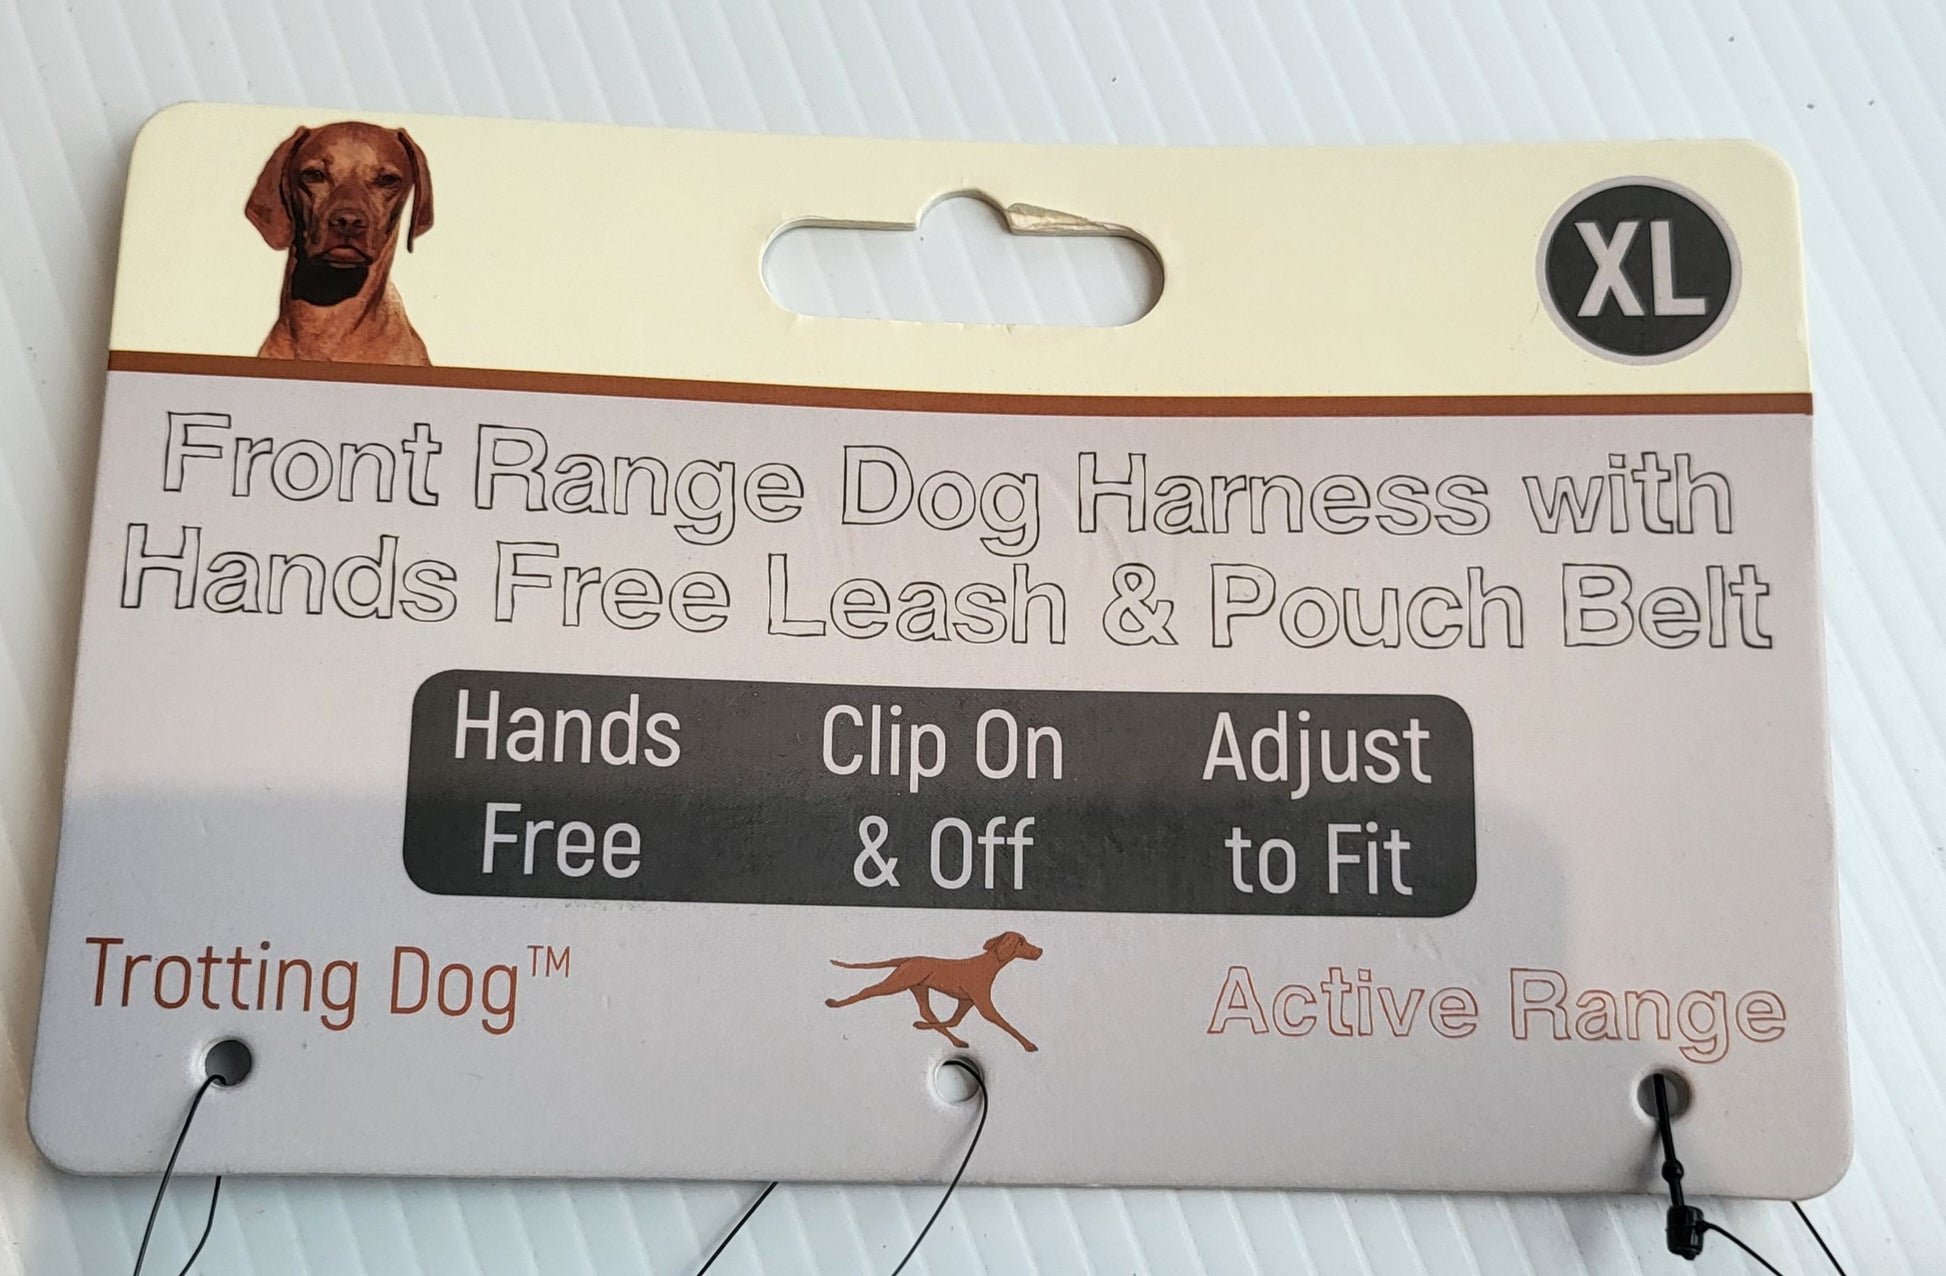 XL
Front Range Dog Harness with
Hands Free Leash & Pouch Belt
Hands Free
Clip On & Off
Adjust to Fit
Trotting Dog™
Active Range